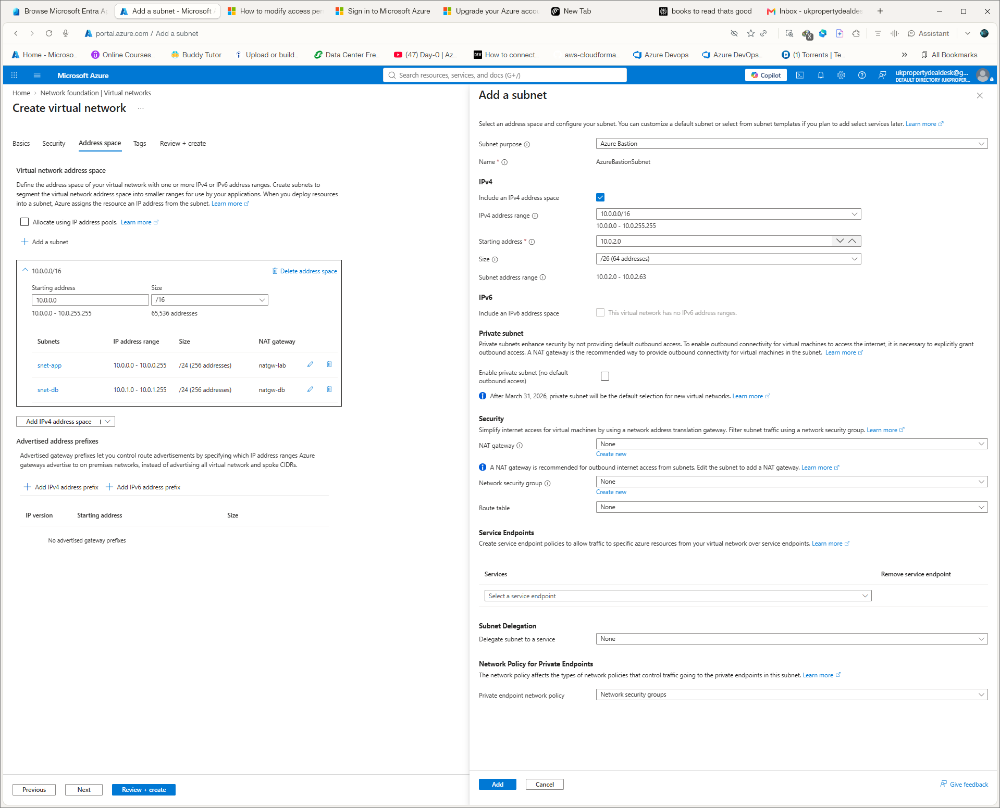 Browse Microsoft Entra Ap
Add a subnet - Microsoft A
How to modify access per
Sign in to Microsoft Azure
Upgrade your Azure accou
New Tab
books to read thats good
Inbox - ukpropertydealdes
portal.azure.com / Add a subnet
Assistant
Home - Microso...
Online Courses...
Buddy Tutor
Upload or build...
Data Center Fre...
(47) Day-0 | Az...
DEV
How to connect...
aws-cloudforma...
Azure Devops
Azure DevOps...
(1) Torrents | Te...
All Bookmarks
Microsoft Azure
Search resources, services, and docs (G+/)
Copilot
ukpropertydealdesk@g...
DEFAULT DIRECTORY (UKPROPER...
Home > Network foundation | Virtual networks
Create virtual network ...
Basics
Security
Address space
Tags
Review + create
Virtual network address space
Define the address space of your virtual network with one or more IPv4 or IPv6 address ranges. Create subnets to
segment the virtual network address space into smaller ranges for use by your applications. When you deploy resources
into a subnet, Azure assigns the resource an IP address from the subnet. Learn more
Allocate using IP address pools. Learn more
Add a subnet
10.0.0.0/16
Delete address space
Starting address Size
10.0.0.0 /16
10.0.0.0 - 10.0.255.255 65,536 addresses
Subnets IP address range Size NAT gateway
snet-app 10.0.0.0 - 10.0.0.255 /24 (256 addresses) natgw-lab
snet-db 10.0.1.0 - 10.0.1.255 /24 (256 addresses) natgw-db
Add IPv4 address space |
Advertised address prefixes
Advertised gateway prefixes let you control route advertisements by specifying which IP address ranges Azure
gateways advertise to on premises networks, instead of advertising all virtual network and spoke CIDRs.
Add IPv4 address prefix Add IPv6 address prefix
IP version Starting address Size
No advertised gateway prefixes
Previous
Next
Review + create
Add a subnet
Select an address space and configure your subnet. You can customize a default subnet or select from subnet templates if you plan to add select services later. Learn more
Subnet purpose Azure Bastion
Name * AzureBastionSubnet
IPv4
Include an IPv4 address space
IPv4 address range 10.0.0.0/16
10.0.0.0 - 10.0.255.255
Starting address * 10.0.2.0
Size /26 (64 addresses)
Subnet address range 10.0.2.0 - 10.0.2.63
IPv6
Include an IPv6 address space This virtual network has no IPv6 address ranges.
Private subnet
Private subnets enhance security by not providing default outbound access. To enable outbound connectivity for virtual machines to access the internet, it is necessary to explicitly grant
outbound access. A NAT gateway is the recommended way to provide outbound connectivity for virtual machines in the subnet. Learn more
Enable private subnet (no default
outbound access)
After March 31, 2026, private subnet will be the default selection for new virtual networks. Learn more
Security
Simplify internet access for virtual machines by using a network address translation gateway. Filter subnet traffic using a network security group. Learn more
NAT gateway None
Create new
A NAT gateway is recommended for outbound internet access from subnets. Edit the subnet to add a NAT gateway. Learn more
Network security group None
Create new
Route table None
Service Endpoints
Create service endpoint policies to allow traffic to specific azure resources from your virtual network over service endpoints. Learn more
Services Remove service endpoint
Select a service endpoint
Subnet Delegation
Delegate subnet to a service None
Network Policy for Private Endpoints
The network policy affects the types of network policies that control traffic going to the private endpoints in this subnet. Learn more
Private endpoint network policy Network security groups
Add
Cancel
Give feedback